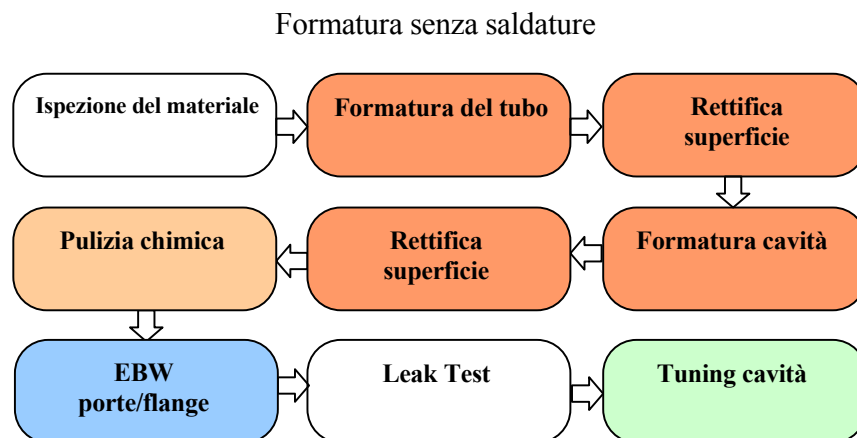 Formatura senza saldature
Ispezione del materiale
Formatura del tubo
Rettifica
superficie
Formatura cavità
Rettifica
superficie
Pulizia chimica
EBW
porte/flange
Leak Test
Tuning cavità